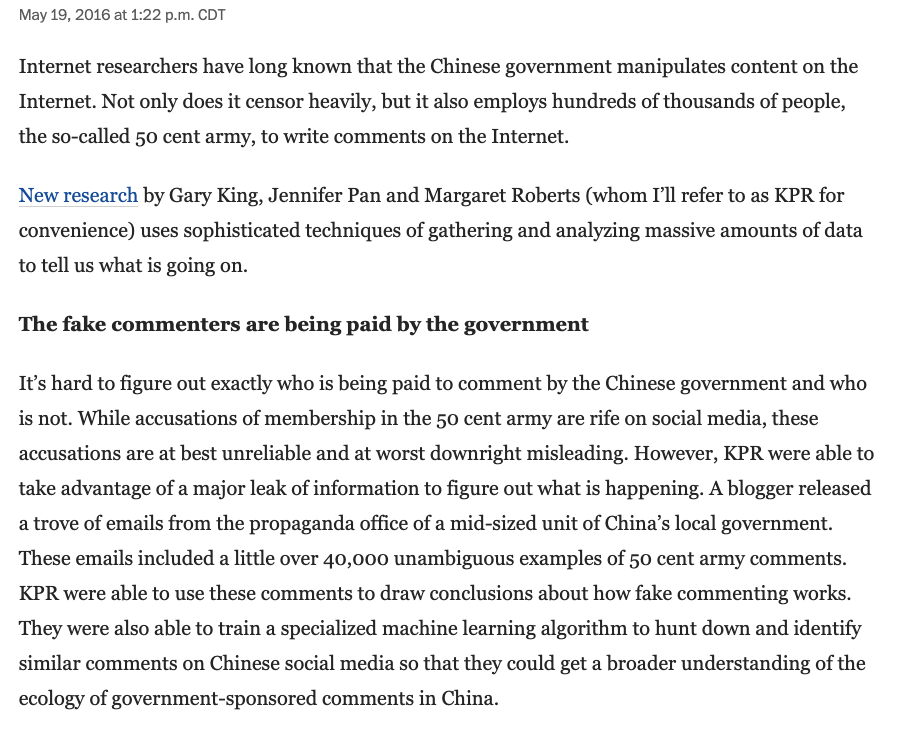 May 19, 2016 at 1:22 p.m. CDT
Internet researchers have long known that the Chinese government manipulates content on the
Internet. Not only does it censor heavily, but it also employs hundreds of thousands of people,
the so-called 50 cent army, to write comments on the Internet.
New research by Gary King, Jennifer Pan and Margaret Roberts (whom I’ll refer to as KPR for
convenience) uses sophisticated techniques of gathering and analyzing massive amounts of data
to tell us what is going on.
The fake commenters are being paid by the government
It’s hard to figure out exactly who is being paid to comment by the Chinese government and who
is not. While accusations of membership in the 50 cent army are rife on social media, these
accusations are at best unreliable and at worst downright misleading. However, KPR were able to
take advantage of a major leak of information to figure out what is happening. A blogger released
a trove of emails from the propaganda office of a mid-sized unit of China’s local government.
These emails included a little over 40,000 unambiguous examples of 50 cent army comments.
KPR were able to use these comments to draw conclusions about how fake commenting works.
They were also able to train a specialized machine learning algorithm to hunt down and identify
similar comments on Chinese social media so that they could get a broader understanding of the
ecology of government-sponsored comments in China.